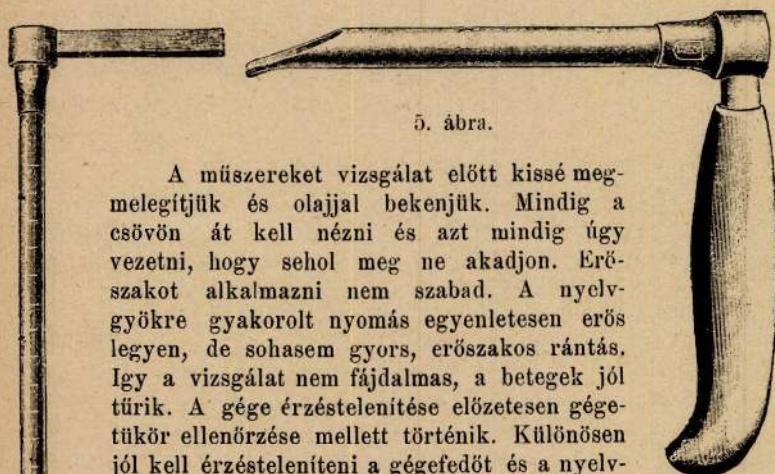 5. ábra.
A müszereket vizsgálat előtt kissé meg-
melegítjük és olajjal bekenjük. Mindig a
csövön át kell nézni és azt mindig úgy
vezetni, hogy sehol meg ne akadjon. Erő-
szakot alkalmazni nem szabad. A nyelv-
gyökre gyakorolt nyomás egyenletesen erős
legyen, de sohasem gyors, erőszakos rántás.
Igy a vizsgálat nem fájdalmas, a betegek jól
türik. A gége érzéstelenítése előzetesen gége-
tükör ellenőrzése mellett történik. Különösen
jól kell érzésteleníteni a gégefedőt és a nyelv-